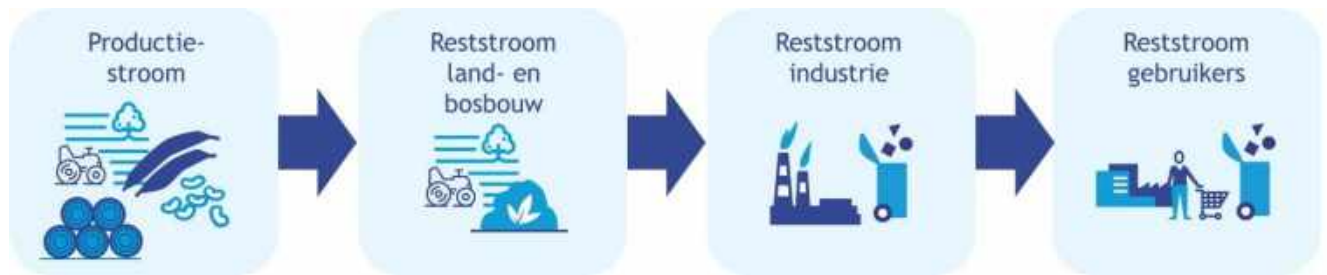 Productie-
stroom
Reststroom
land- en
bosbouw
Reststroom
industrie
Reststroom
gebruikers